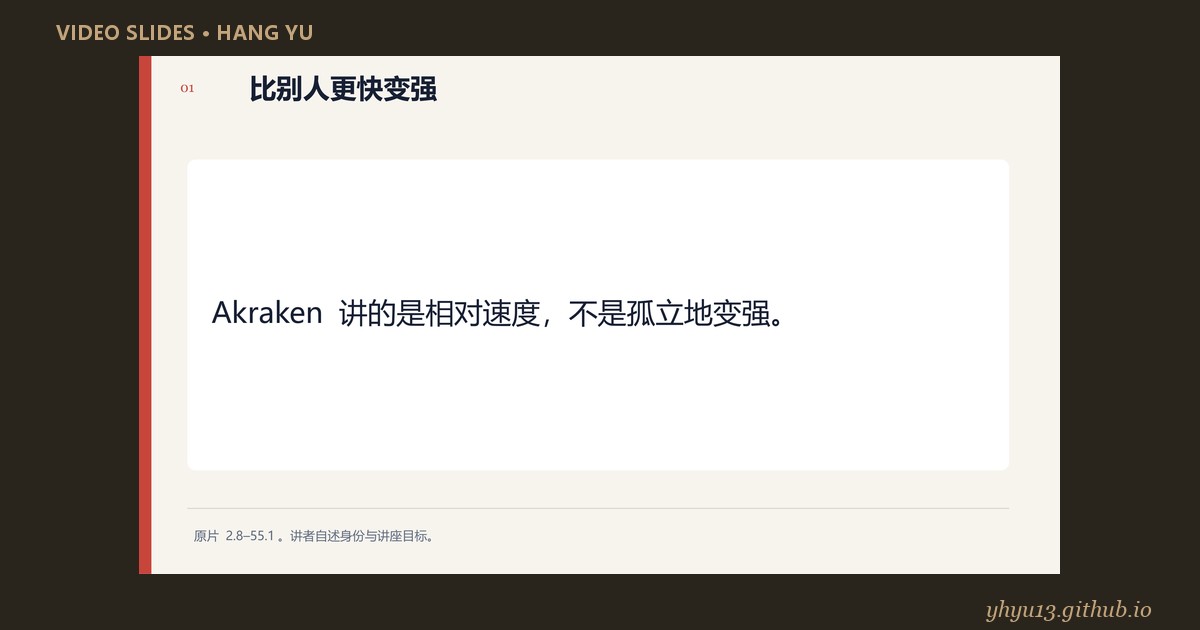 VIDEO SLIDES • HANG YU
01 比别人更快变强
Akraken 讲的是相对速度，不是孤立地变强。
原片 2.8–55.1。讲者自述身份与讲座目标。
yhyu13.github.io